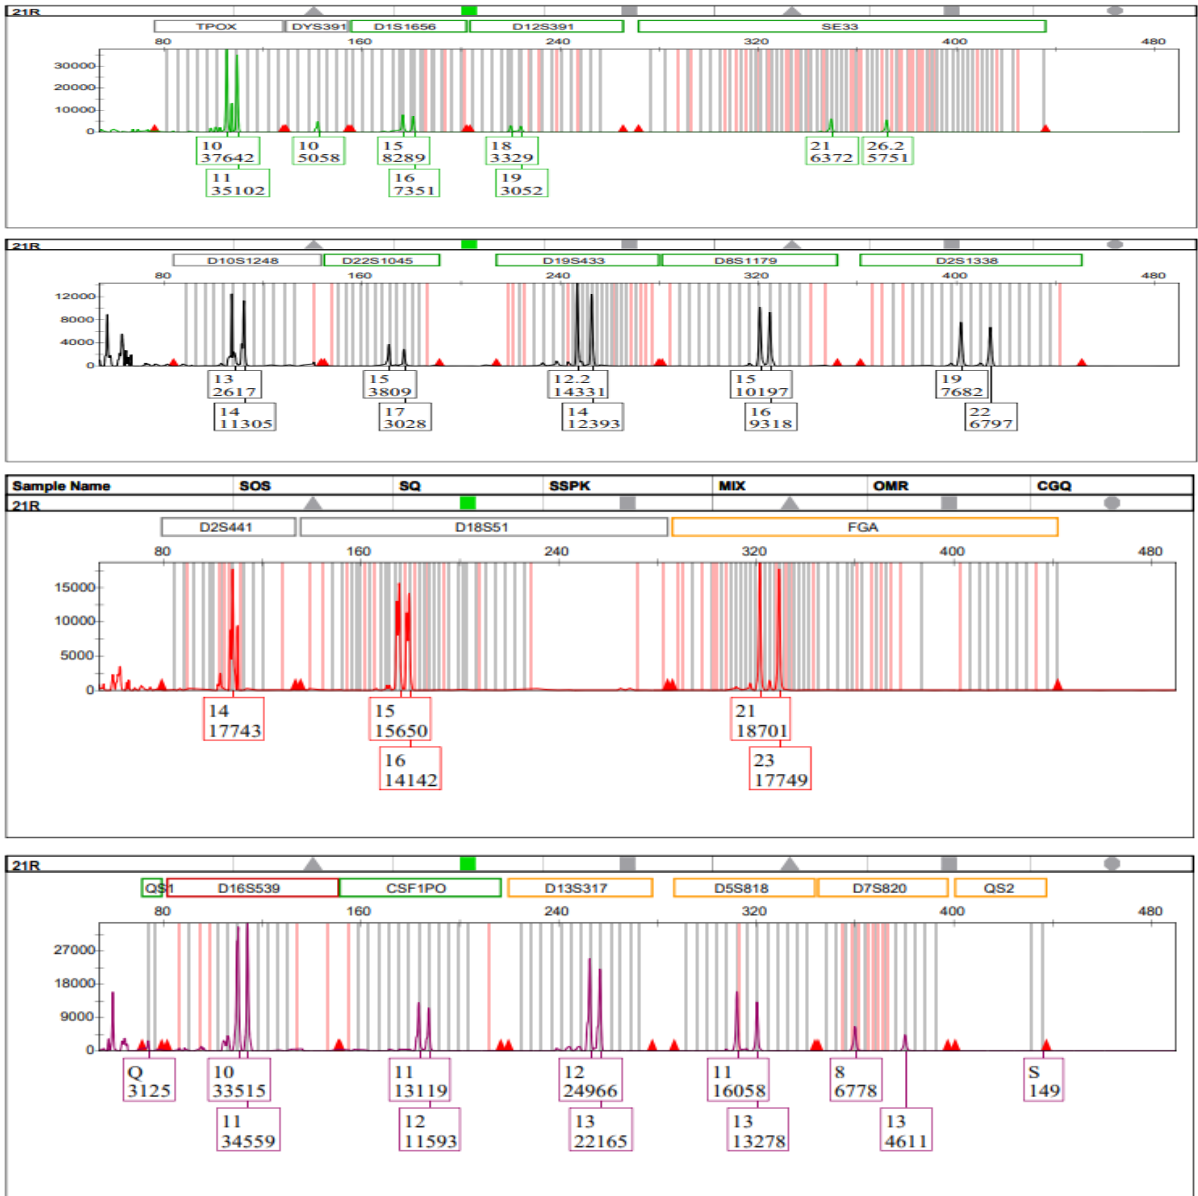 21R
TPOX DYS391 D1S1656 D12S391 SE33
80 160 240 320 400 480
30000
20000
10000
0
10 10 15 18 21 26.2
37642 5058 8289 3329 6372 5751
11 16 19
35102 7351 3052
21R
D10S1248 D22S1045 D19S433 D8S1179 D2S1338
80 160 240 320 400 480
12000
8000
4000
0
13 15 12.2 15 19
2617 3809 14331 10197 7682
14 17 14 16 22
11305 3028 12393 9318 6797
Sample Name SOS SQ SSPK MIX OMR CGQ
21R
D2S441 D18S51 FGA
80 160 240 320 400 480
15000
10000
5000
0
14 15 21
17743 15650 18701
16 23
14142 17749
21R
QS1 D16S539 CSF1PO D13S317 D5S818 D7S820 QS2
80 160 240 320 400 480
27000
18000
9000
0
Q 10 11 12 11 8 S
3125 33515 13119 24966 16058 6778 149
11 12 13 13 13
34559 11593 22165 13278 4611